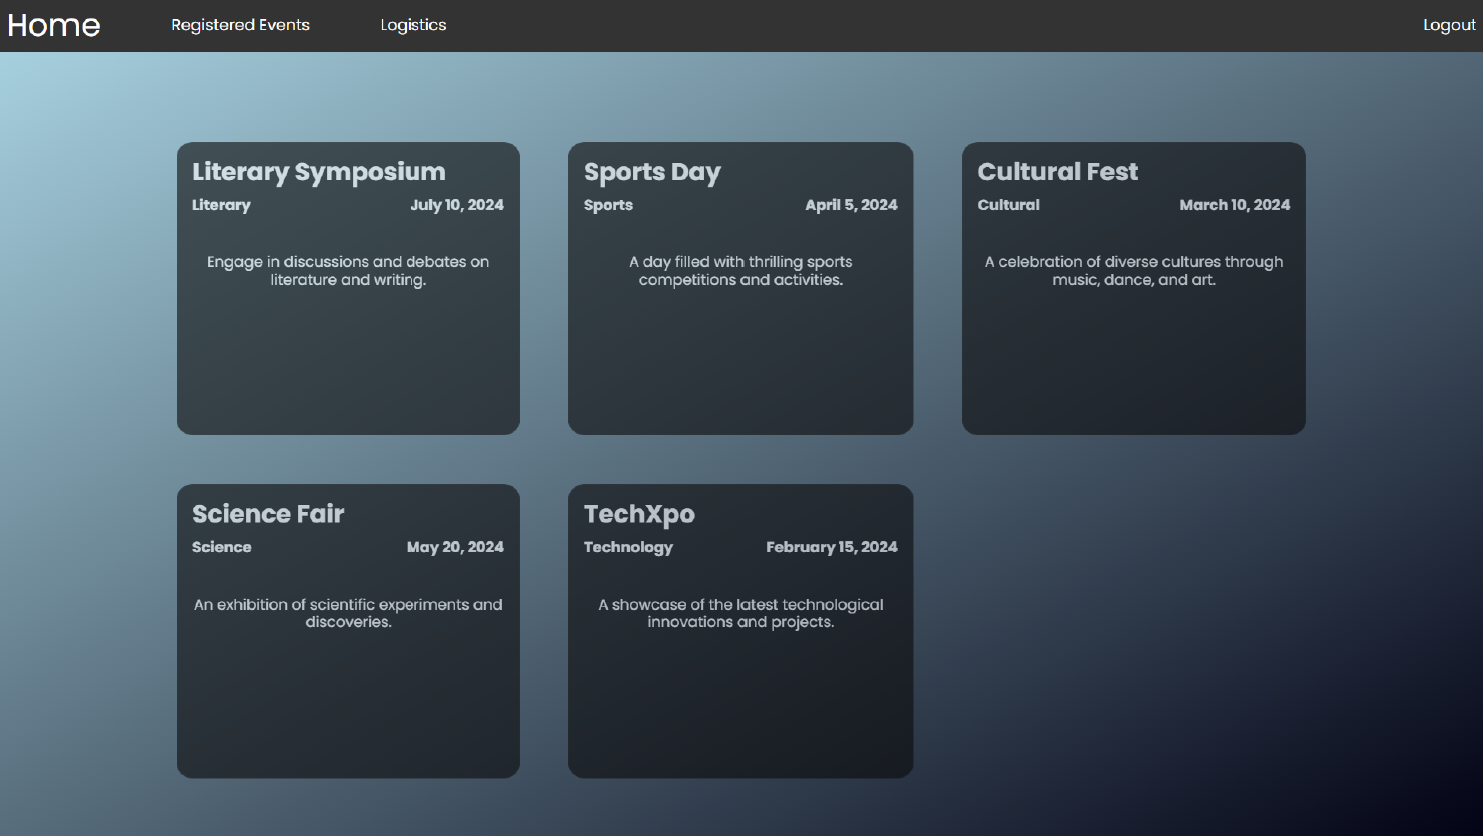 Home Registered Events Logistics Logout
Literary Symposium
Literary July 10, 2024
Engage in discussions and debates on
literature and writing.
Sports Day
Sports April 5, 2024
A day filled with thrilling sports
competitions and activities.
Cultural Fest
Cultural March 10, 2024
A celebration of diverse cultures through
music, dance, and art.
Science Fair
Science May 20, 2024
An exhibition of scientific experiments and
discoveries.
TechXpo
Technology February 15, 2024
A showcase of the latest technological
innovations and projects.